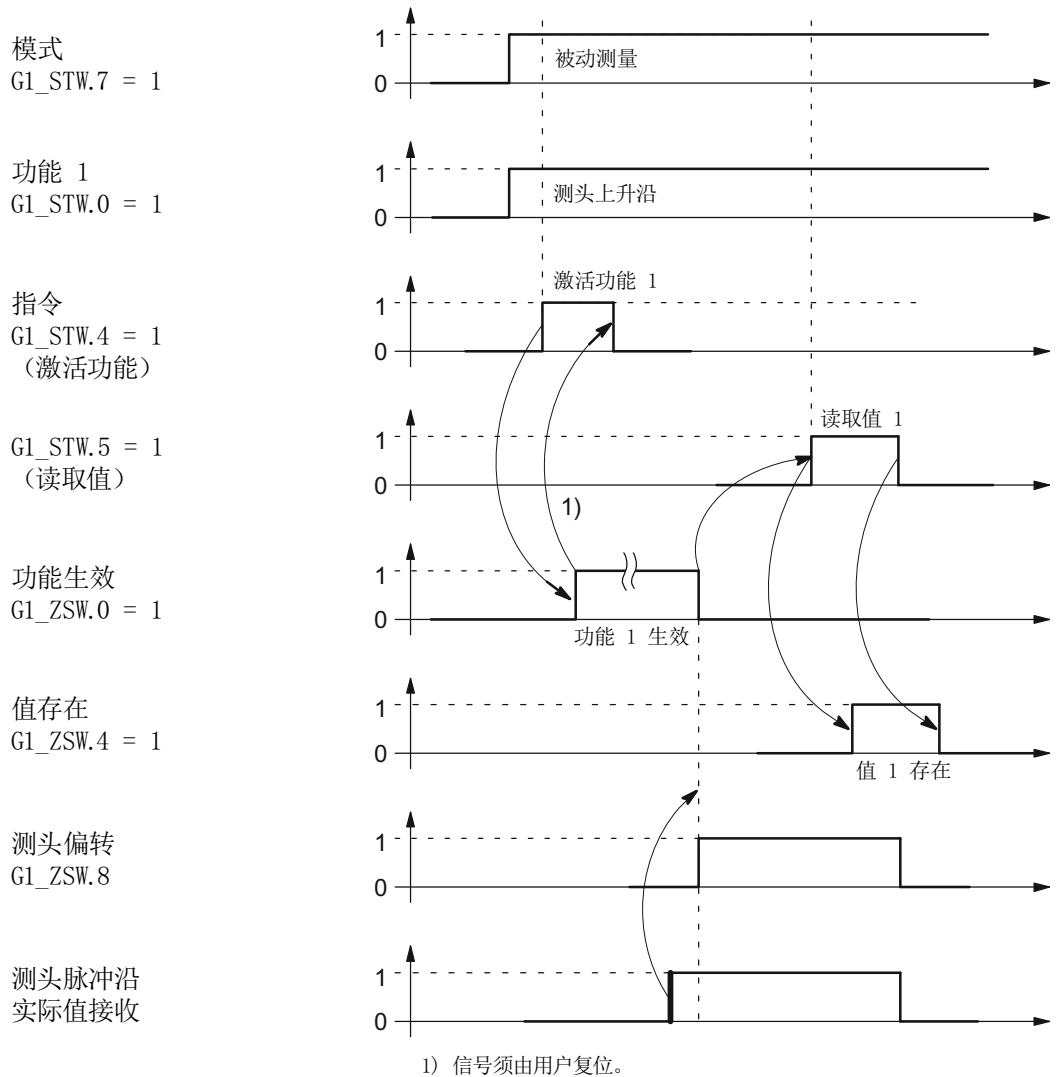 模式
G1_STW.7 = 1
1
0
被动测量
功能 1
G1_STW.0 = 1
1
0
测头上升沿
指令
G1_STW.4 = 1
（激活功能）
激活功能 1
1
0
G1_STW.5 = 1
（读取值）
读取值 1
1
0
1)
功能生效
G1_ZSW.0 = 1
1
0
功能 1 生效
值存在
G1_ZSW.4 = 1
1
0
值 1 存在
测头偏转
G1_ZSW.8
1
0
测头脉冲沿
实际值接收
1
0
1) 信号须由用户复位。